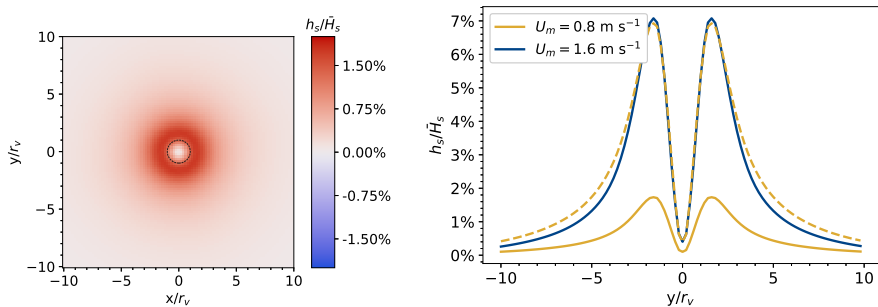 h_s/H̄_s
10
5
0
−5
−10
y/r_v
−10 −5 0 5 10
x/r_v
1.50%
0.75%
0.00%
-0.75%
-1.50%
U_m = 0.8 m s⁻¹
U_m = 1.6 m s⁻¹
7%
6%
5%
4%
3%
2%
1%
0%
h_s/H̄_s
−10 −5 0 5 10
y/r_v